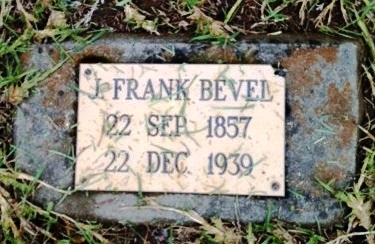 J FRANK BEVEL
22 SEP 1857
22 DEC 1939